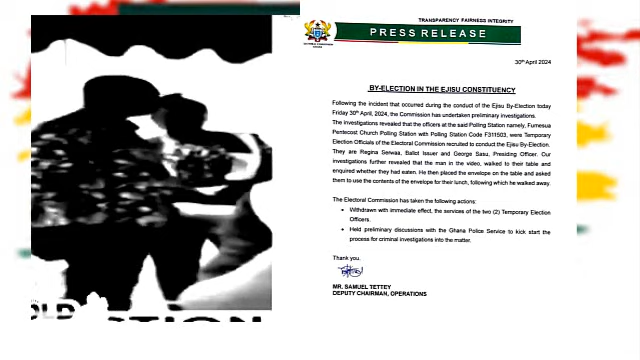 TRANSPARENCY FAIRNESS INTEGRITY
PRESS RELEASE
30th April 2024
BY-ELECTION IN THE EJISU CONSTITUENCY
Following the incident that occurred during the conduct of the Ejisu By-Election today
Friday 30th April, 2024, the Commission has undertaken preliminary investigations.
The investigations revealed that the officers at the said Polling Station namely, Fumesua
Pentecost Church Polling Station with Polling Station Code F311503, were Temporary
Election Officials of the Electoral Commission recruited to conduct the Ejisu By-Election.
They are Regina Serwaa, Ballot Issuer and George Sasu, Presiding Officer. Our
investigations further revealed that the man in the video, walked to their table and
enquired whether they had eaten. He then placed the envelope on the table and asked
them to use the contents of the envelope for their lunch, following which he walked away.
The Electoral Commission has taken the following actions:
• Withdrawn with immediate effect, the services of the two (2) Temporary Election
Officers.
• Held preliminary discussions with the Ghana Police Service to kick start the
process for criminal investigations into the matter.
Thank you.
MR. SAMUEL TETTEY
DEPUTY CHAIRMAN, OPERATIONS